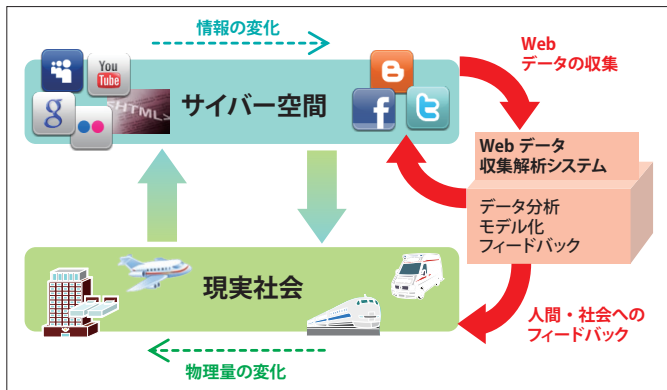 情報の変化
You
Tube
g
<HTML>
サイバー空間
f
t
Web
データの収集
Web データ
収集解析システム
データ分析
モデル化
フィードバック
現実社会
人間・社会への
フィードバック
物理量の変化